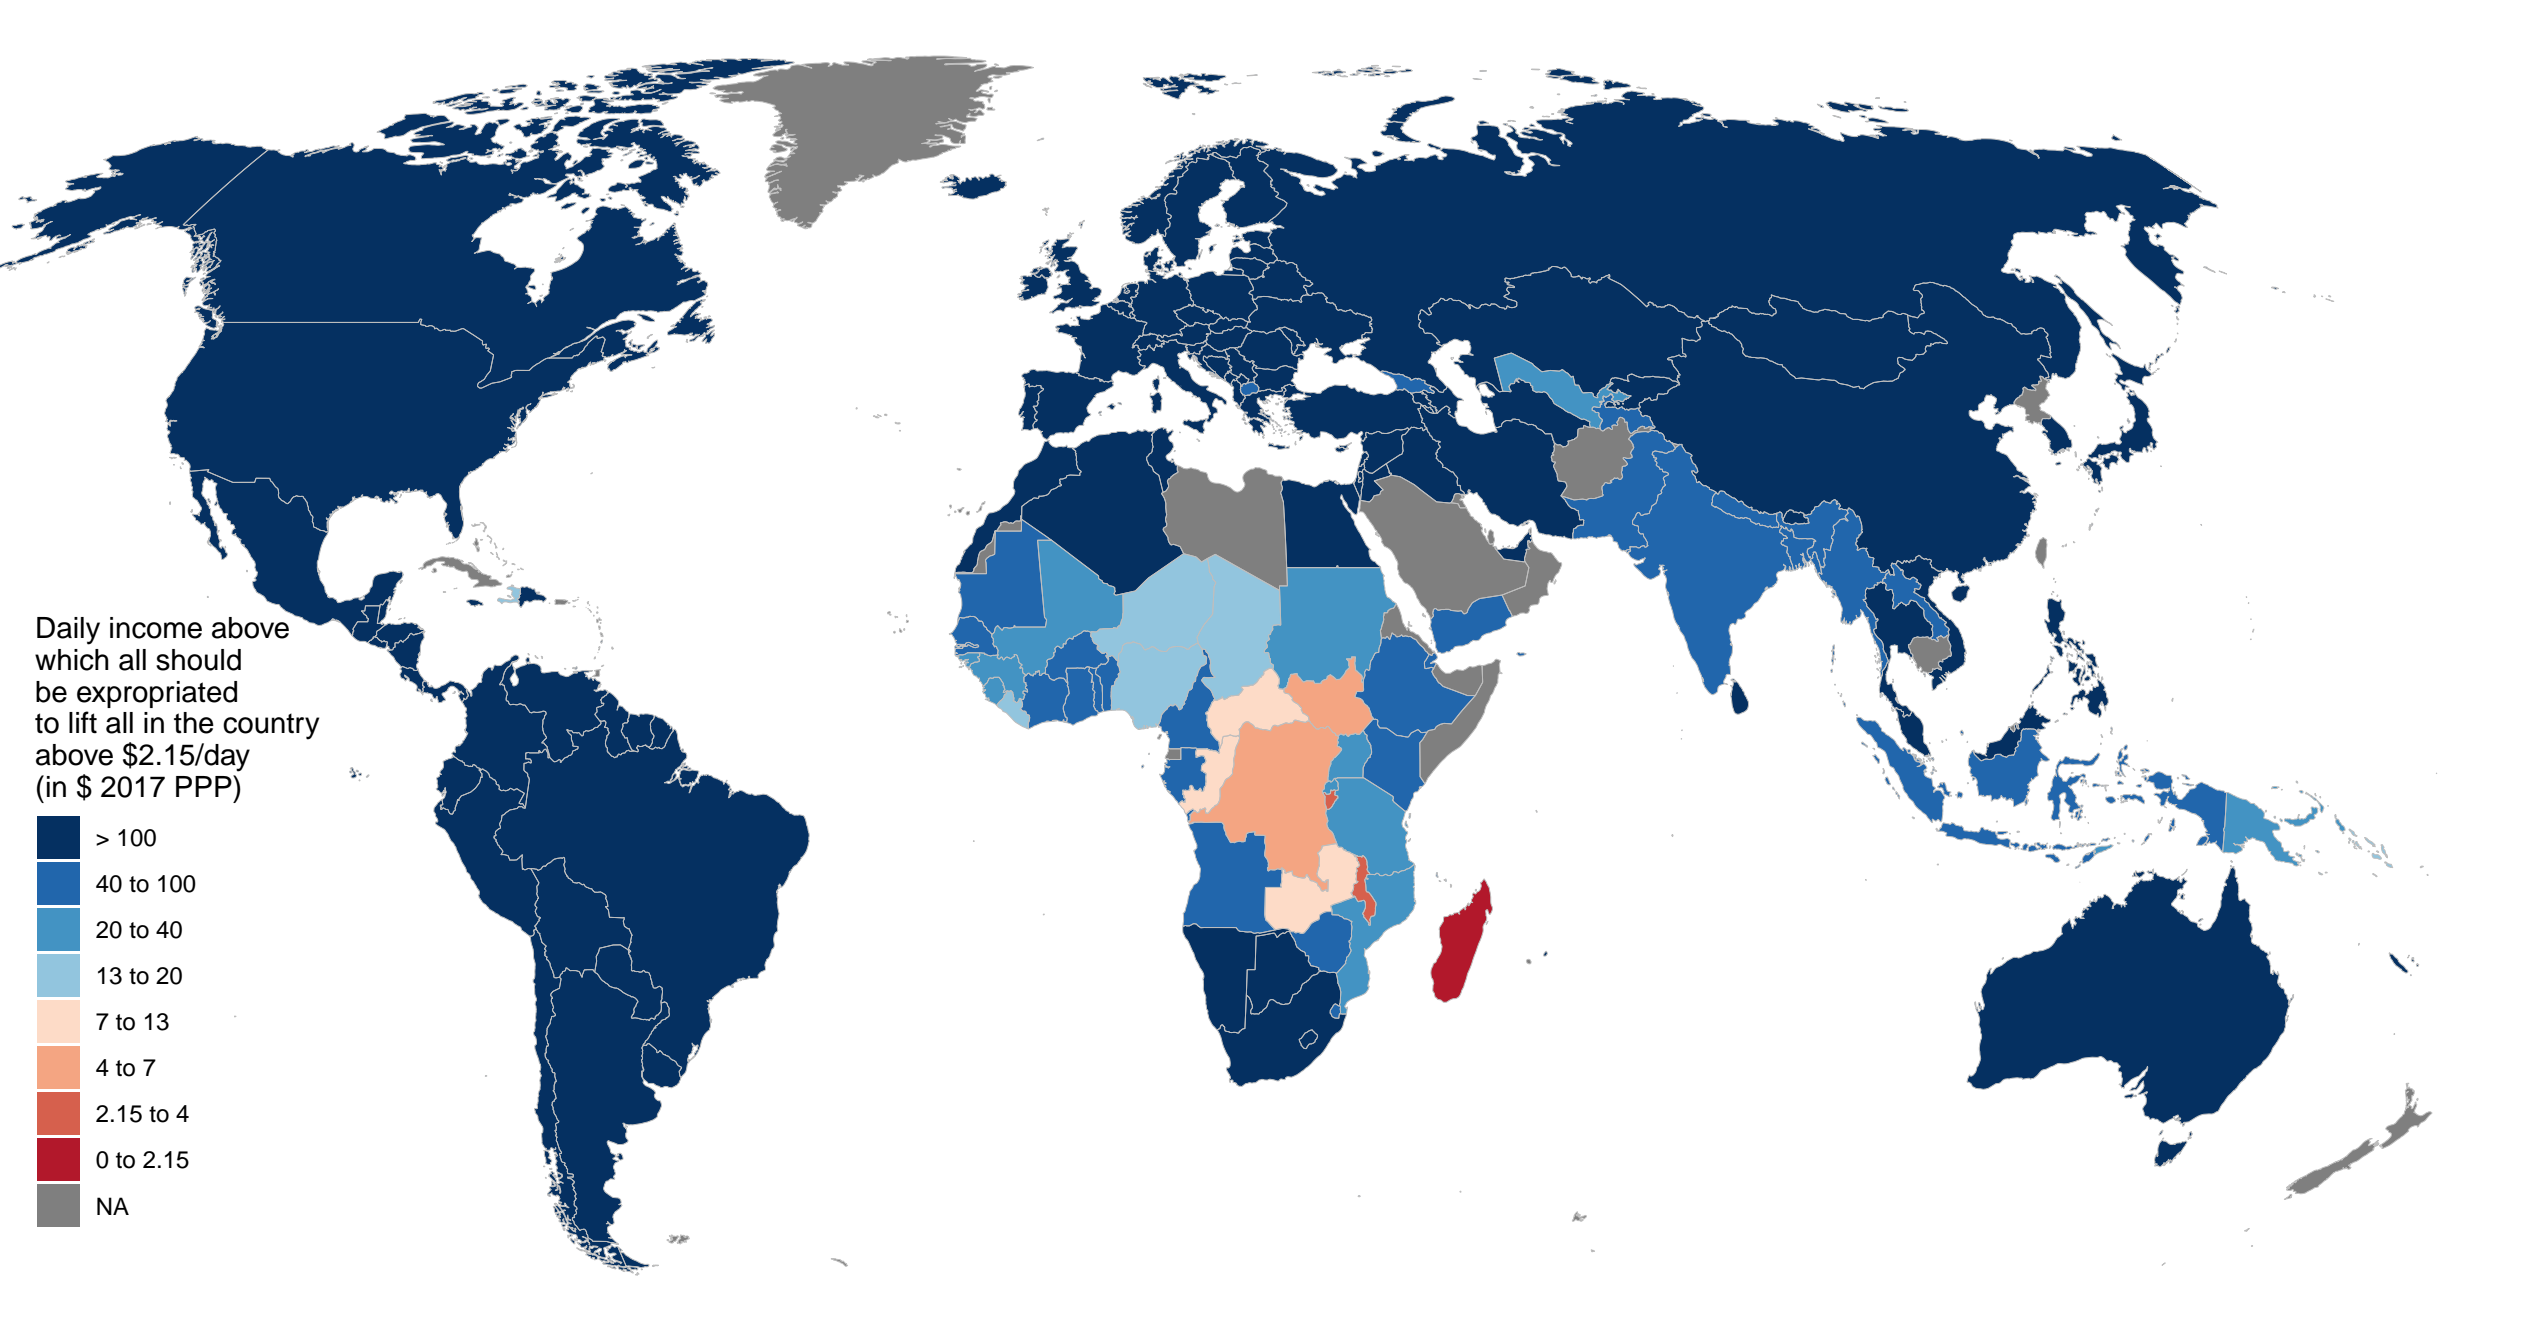 Daily income above
which all should
be expropriated
to lift all in the country
above $2.15/day
(in $ 2017 PPP)
> 100
40 to 100
20 to 40
13 to 20
7 to 13
4 to 7
2.15 to 4
0 to 2.15
NA